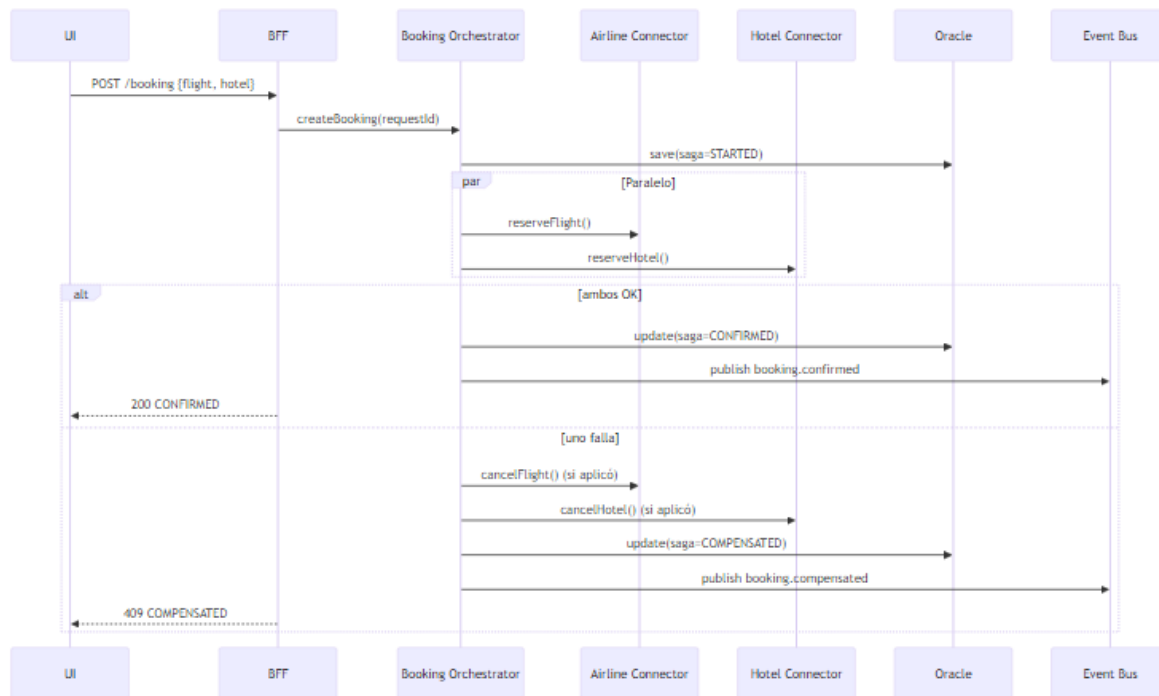 UI
BFF
Booking Orchestrator
Airline Connector
Hotel Connector
Oracle
Event Bus
POST /booking {flight, hotel}
createBooking(requestId)
save(saga=STARTED)
par
[Paralelo]
reserveFlight()
reserveHotel()
alt
[ambos OK]
update(saga=CONFIRMED)
publish booking.confirmed
200 CONFIRMED
[uno falla]
cancelFlight() (si aplicó)
cancelHotel() (si aplicó)
update(saga=COMPENSATED)
publish booking.compensated
409 COMPENSATED
UI
BFF
Booking Orchestrator
Airline Connector
Hotel Connector
Oracle
Event Bus